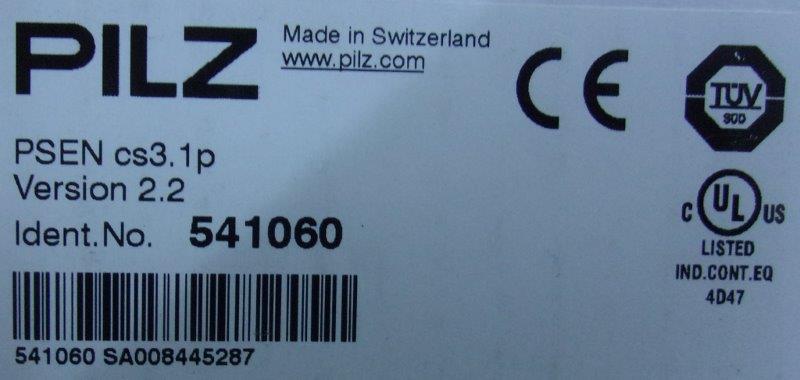 PILZ
Made in Switzerland
www.pilz.com
CE
TÜV
SÜD
PSEN cs3.1p
Version 2.2
Ident.No. 541060
C UL US
LISTED
IND.CONT.EQ
4D47
541060 SA008445287